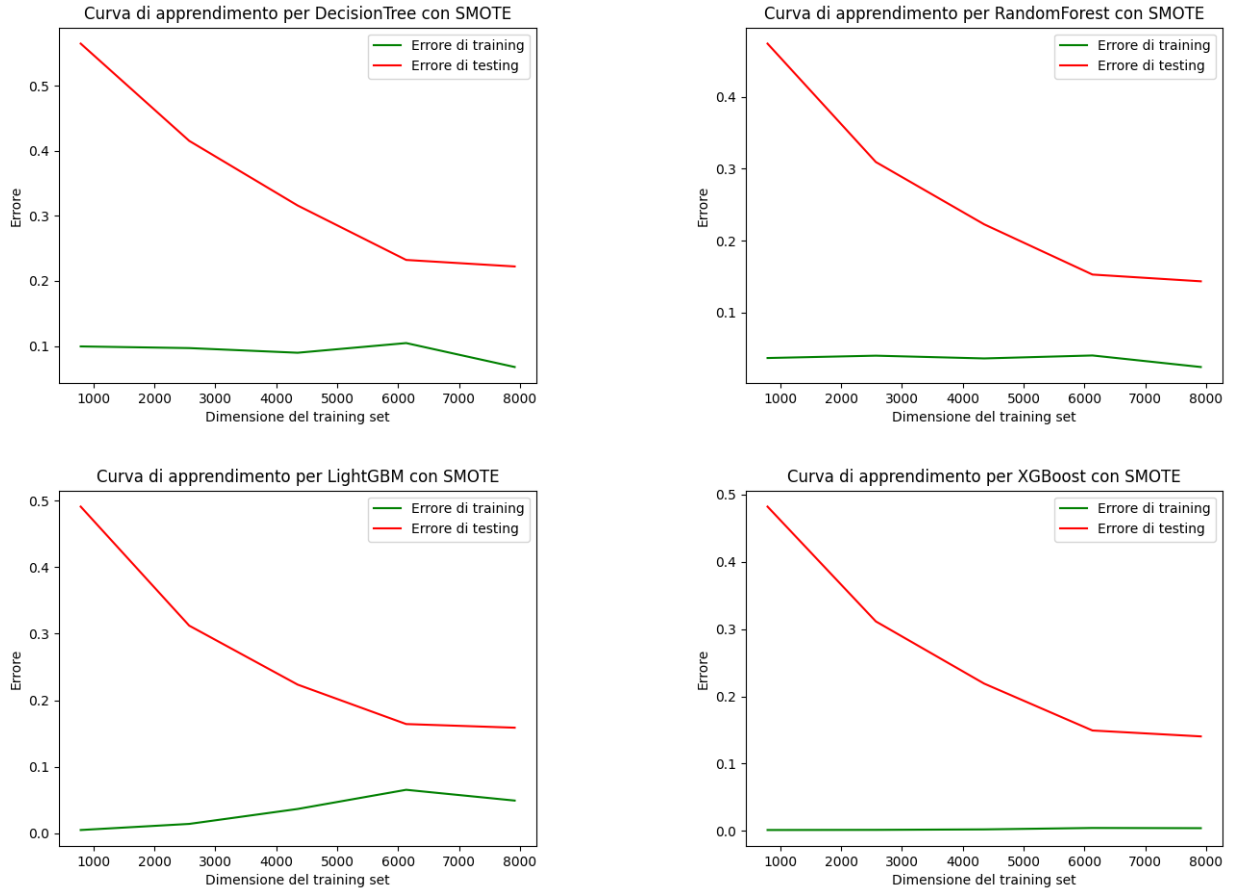 Curva di apprendimento per DecisionTree con SMOTE
Errore di training
Errore di testing
0.5
0.4
0.3
0.2
0.1
Errore
1000 2000 3000 4000 5000 6000 7000 8000
Dimensione del training set
Curva di apprendimento per RandomForest con SMOTE
Errore di training
Errore di testing
0.4
0.3
0.2
0.1
Errore
1000 2000 3000 4000 5000 6000 7000 8000
Dimensione del training set
Curva di apprendimento per LightGBM con SMOTE
Errore di training
Errore di testing
0.5
0.4
0.3
0.2
0.1
0.0
Errore
1000 2000 3000 4000 5000 6000 7000 8000
Dimensione del training set
Curva di apprendimento per XGBoost con SMOTE
Errore di training
Errore di testing
0.5
0.4
0.3
0.2
0.1
0.0
Errore
1000 2000 3000 4000 5000 6000 7000 8000
Dimensione del training set